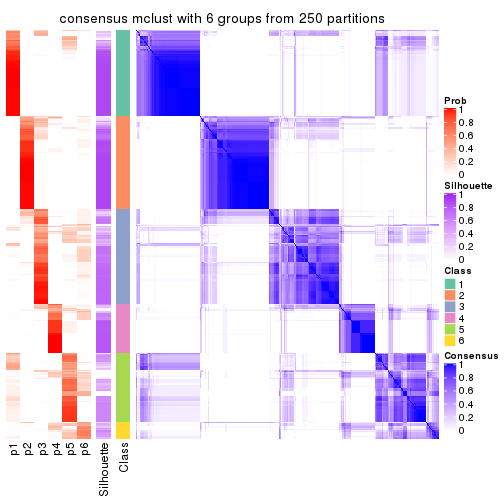 consensus mclust with 6 groups from 250 partitions
Prob
1
0.8
0.6
0.4
0.2
0
Silhouette
1
0.8
0.6
0.4
0.2
0
Class
1
2
3
4
5
6
Consensus
1
0.8
0.6
0.4
0.2
0
p1
p2
p3
p4
p5
p6
Silhouette
Class